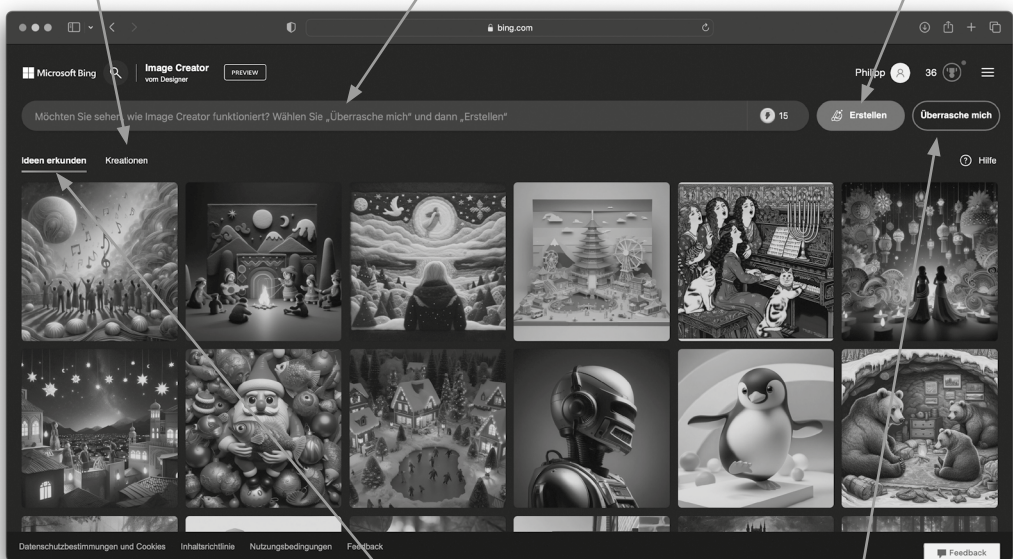 bing.com
Microsoft Bing
Image Creator
vom Designer
PREVIEW
Philipp
36
Möchten Sie sehen, wie Image Creator funktioniert? Wählen Sie „Überrasche mich“ und dann „Erstellen“
15
Erstellen
Überrasche mich
Ideen erkunden
Kreationen
Hilfe
Datenschutzbestimmungen und Cookies
Inhaltsrichtlinie
Nutzungsbedingungen
Feedback
Feedback